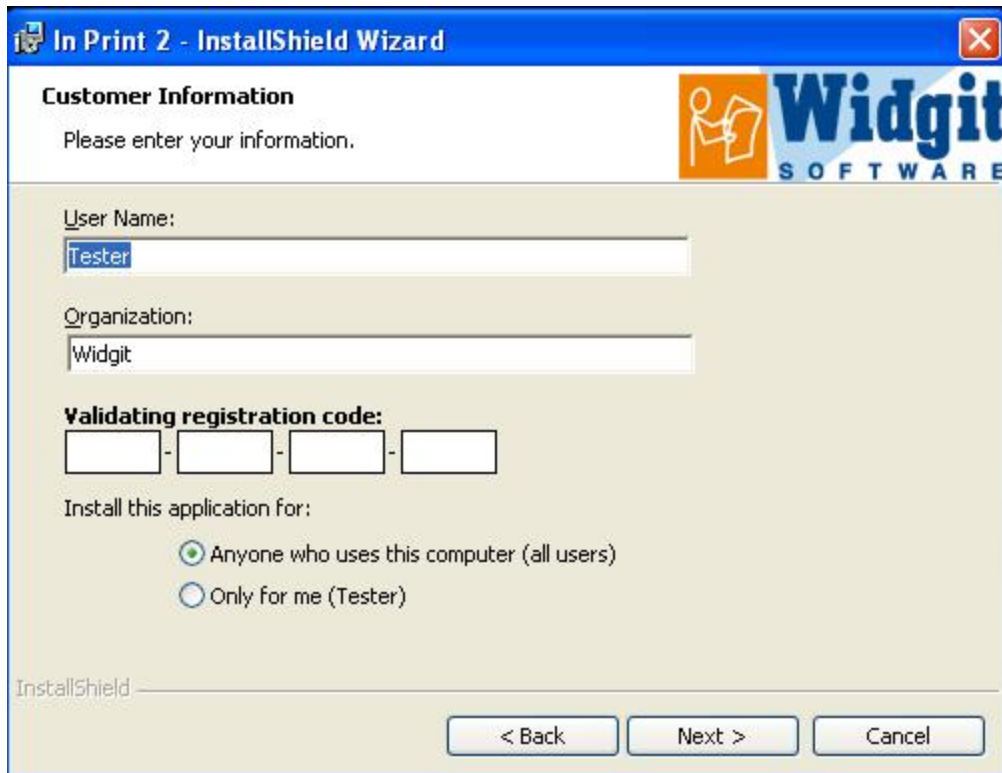 In Print 2 - InstallShield Wizard
Customer Information
Please enter your information.
Widgit
SOFTWARE
User Name:
Tester
Organization:
Widgit
Validating registration code:
- - -
Install this application for:
Anyone who uses this computer (all users)
Only for me (Tester)
InstallShield
< Back Next > Cancel